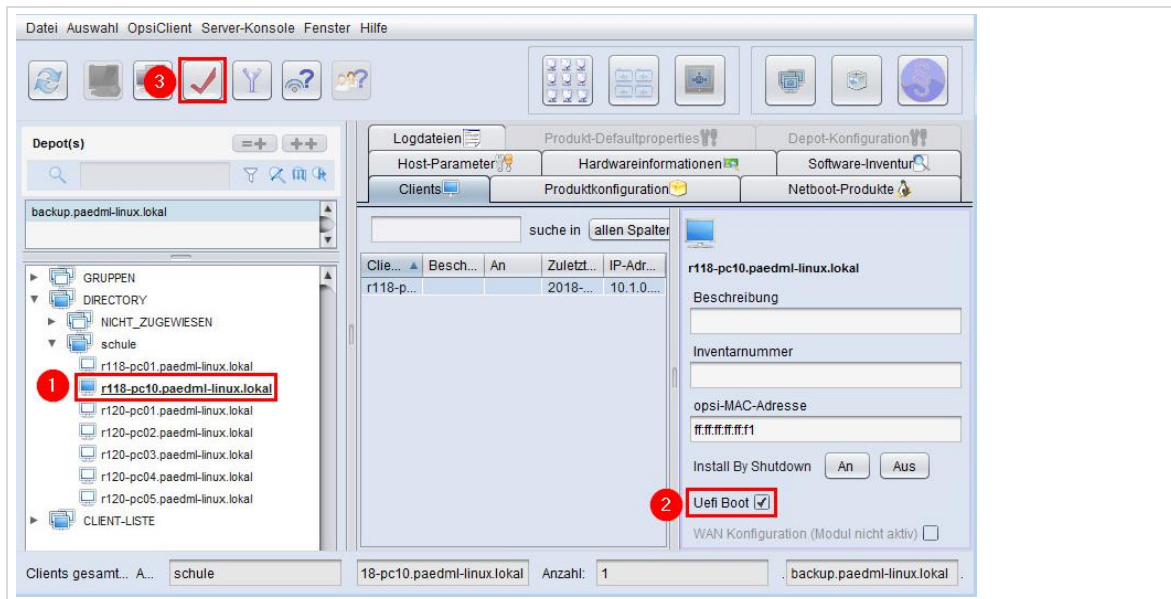 Datei Auswahl OpsiClient Server-Konsole Fenster Hilfe
3
Depot(s)
backup.paedml-linux.lokal
GRUPPEN
DIRECTORY
NICHT_ZUGEWIESEN
schule
r118-pc01.paedml-linux.lokal
1
r118-pc10.paedml-linux.lokal
r120-pc01.paedml-linux.lokal
r120-pc02.paedml-linux.lokal
r120-pc03.paedml-linux.lokal
r120-pc04.paedml-linux.lokal
r120-pc05.paedml-linux.lokal
CLIENT-LISTE
Logdateien Produkt-Defaultproperties Depot-Konfiguration
Host-Parameter Hardwareinformationen Software-Inventur
Clients Produktkonfiguration Netboot-Produkte
suche in allen Spalten
Clie... Besch... An Zuletzt... IP-Adr...
r118-p... 2018-... 10.1.0....
r118-pc10.paedml-linux.lokal
Beschreibung
Inventarnummer
opsi-MAC-Adresse
ff:ff:ff:ff:ff:f1
Install By Shutdown An Aus
2 Uefi Boot
WAN Konfiguration (Modul nicht aktiv)
Clients gesamt... A... schule 18-pc10.paedml-linux.lokal Anzahl: 1 . backup.paedml-linux.lokal .